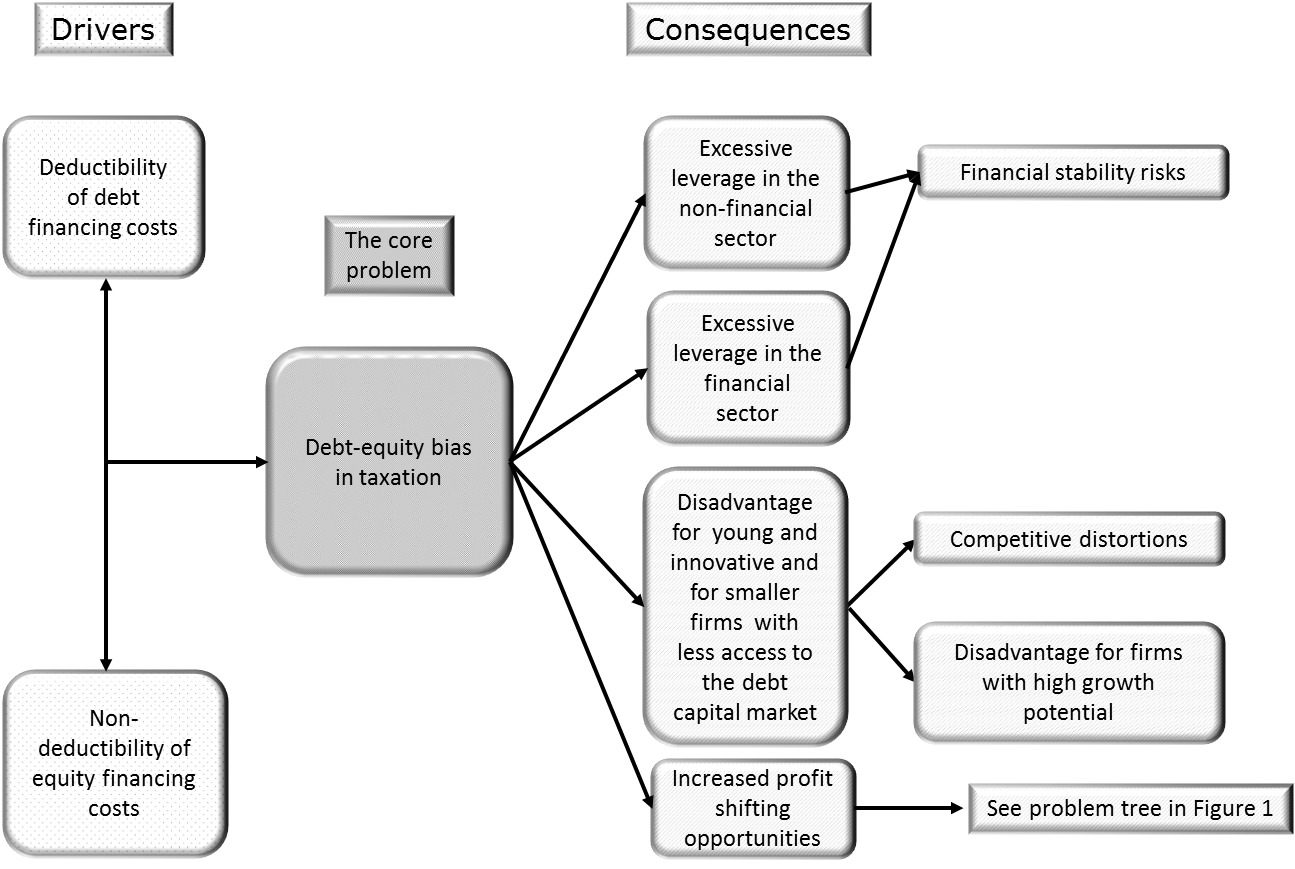 Drivers
Consequences
Deductibility
of debt
financing costs
The core
problem
Debt-equity bias
in taxation
Non-
deductibility of
equity financing
costs
Excessive
leverage in the
non-financial
sector
Financial stability risks
Excessive
leverage in the
financial
sector
Disadvantage
for young and
innovative and
for smaller
firms with
less access to
the debt
capital market
Competitive distortions
Disadvantage for firms
with high growth
potential
Increased profit
shifting
opportunities
See problem tree in Figure 1